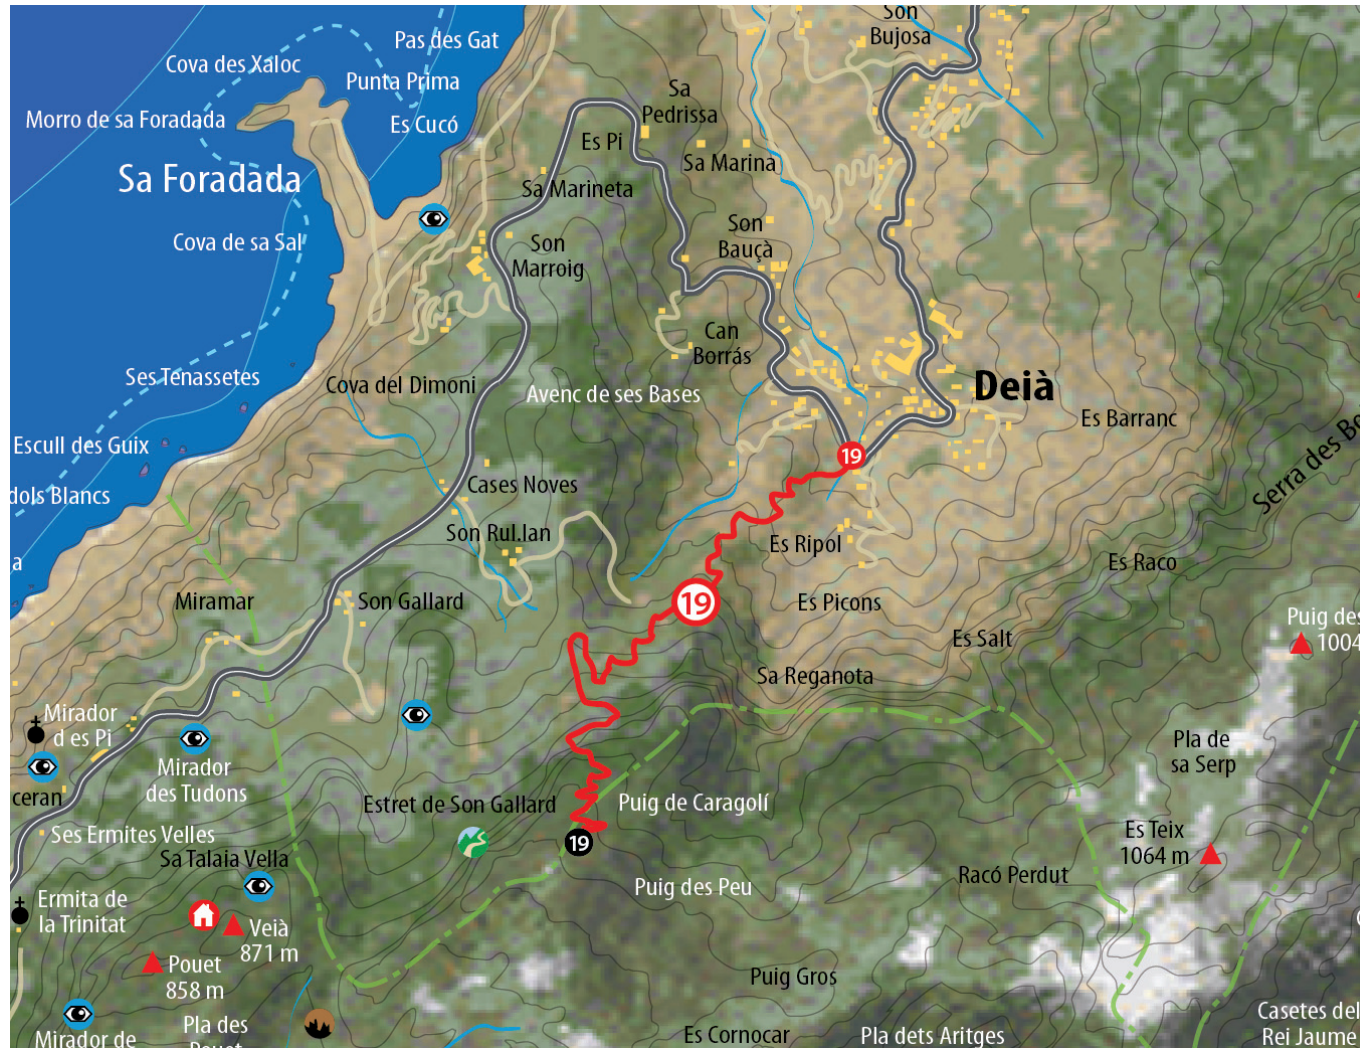 Son
Bujosa
Pas des Gat
Cova des Xaloc
Punta Prima
Sa
Pedrissa
Morro de sa Foradada
Es Cucó
Es Pi
Sa Marina
Sa Foradada
Sa Marineta
Cova de sa Sal
Son
Marroig
Son
Bauçà
Can
Borrás
Ses Tenassetes
Cova del Dimoni
Avenc de ses Bases
Deià
Es Barranc
Escull des Guix
19
Serra des
dols Blancs
Cases Noves
Son Rul.lan
Es Ripol
a
Es Raco
Miramar
Son Gallard
19
Es Picons
Puig des
1004
Es Salt
Sa Reganota
Mirador
d es Pi
Pla de
sa Serp
Mirador
des Tudons
ceran
Estret de Son Gallard
Puig de Caragolí
Ses Ermites Velles
19
Es Teix
1064 m
Sa Talaia Vella
Puig des Peu
Racó Perdut
Ermita de
la Trinitat
Veià
871 m
Pouet
858 m
Puig Gros
Casetes del
Rei Jaume
Mirador de
Pla des
Pouet
Es Cornocar
Pla dets Aritges